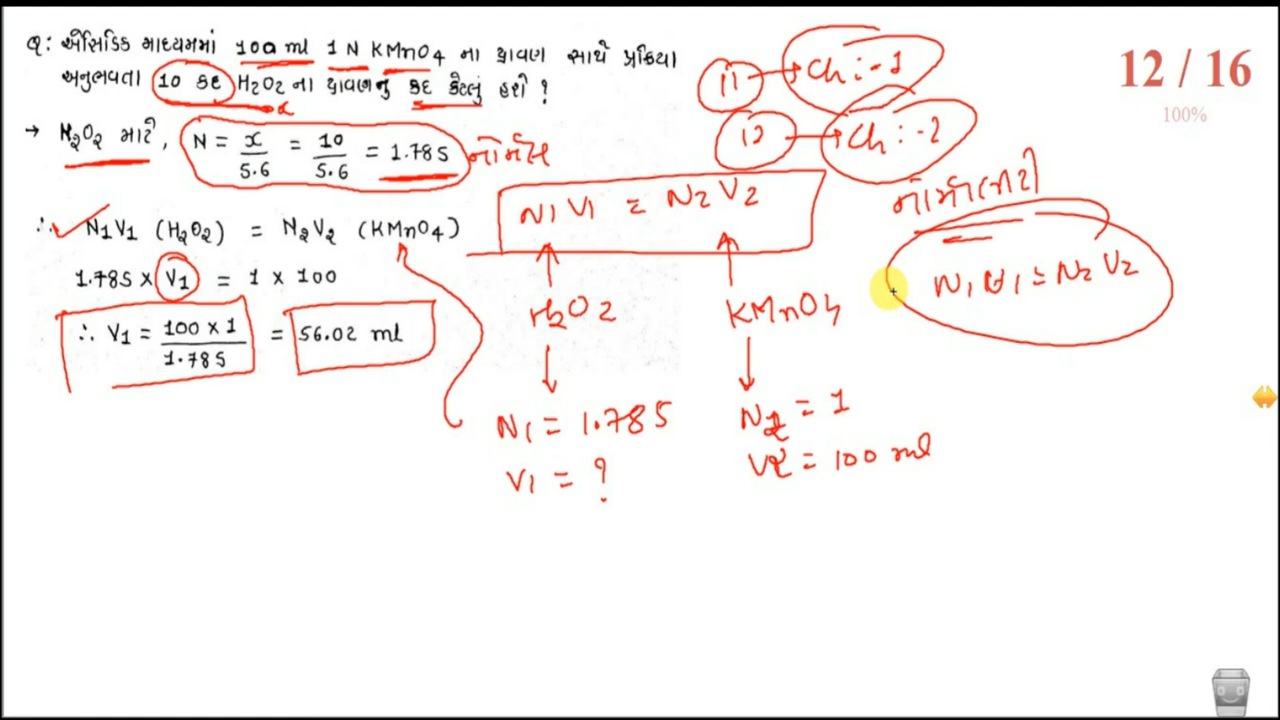 Q: એસિડિક માધ્યમમાં 100 ml 1 N KMnO4 ના દ્રાવણ સાથે પ્રક્રિયા
અનુભવતા 10 કદ H2O2 ના દ્રાવણનું કદ કેટલું હશે ?
→ H2O2 માટે, N = x/5.6 = 10/5.6 = 1.785 નોર્મલ
∴ N1V1 (H2O2) = N2V2 (KMnO4)
1.785 × V1 = 1 × 100
∴ V1 = 100 × 1/1.785 = 56.02 ml
11 → Ch:-1
12 → Ch:-2
N1V1 = N2V2
H2O2
N1 = 1.785
V1 = ?
KMnO4
N2 = 1
V2 = 100 ml
N1V1 = N2V2
12 / 16
100%